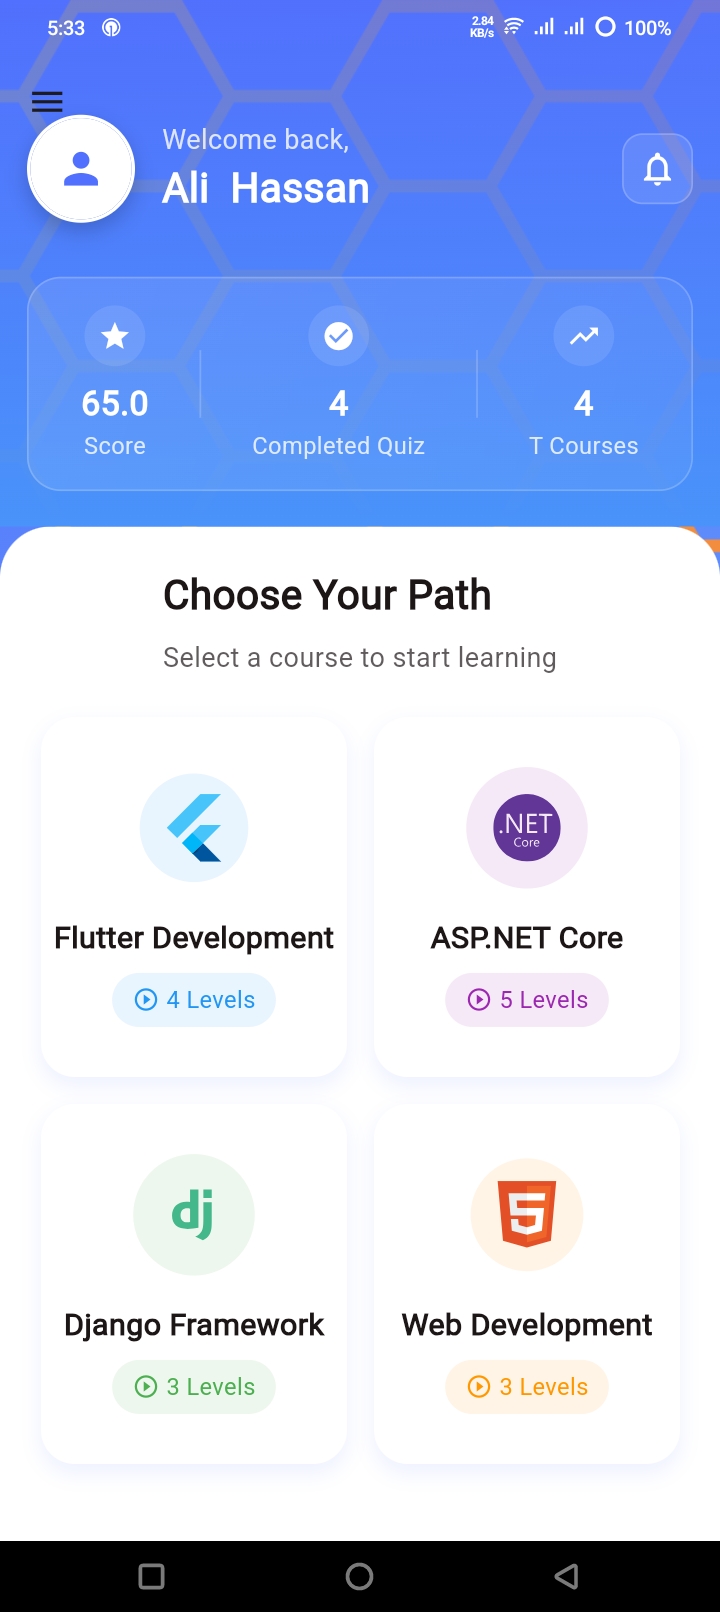 5:33 2.84 KB/s 100%
Welcome back,
Ali Hassan
65.0 4 4
Score Completed Quiz T Courses
Choose Your Path
Select a course to start learning
.NET
Core
Flutter Development ASP.NET Core
4 Levels 5 Levels
dj 5
Django Framework Web Development
3 Levels 3 Levels